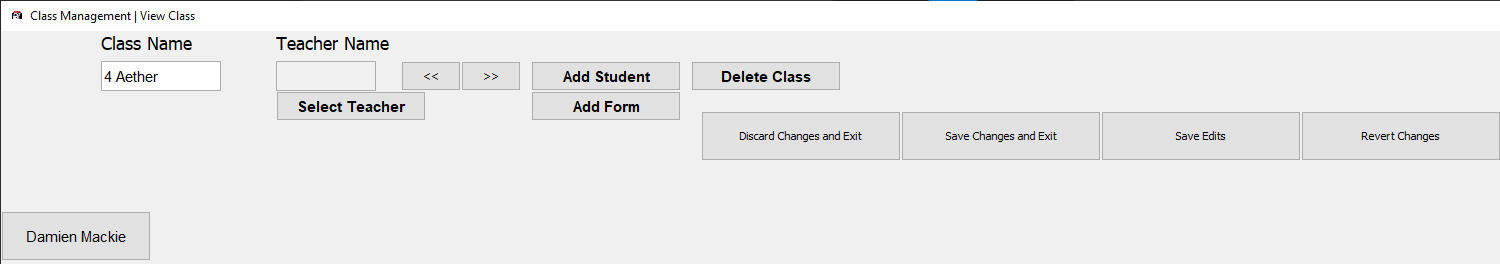 Class Management | View Class
Class Name Teacher Name
4 Aether << >> Add Student Delete Class
Select Teacher Add Form
Discard Changes and Exit Save Changes and Exit Save Edits Revert Changes
Damien Mackie